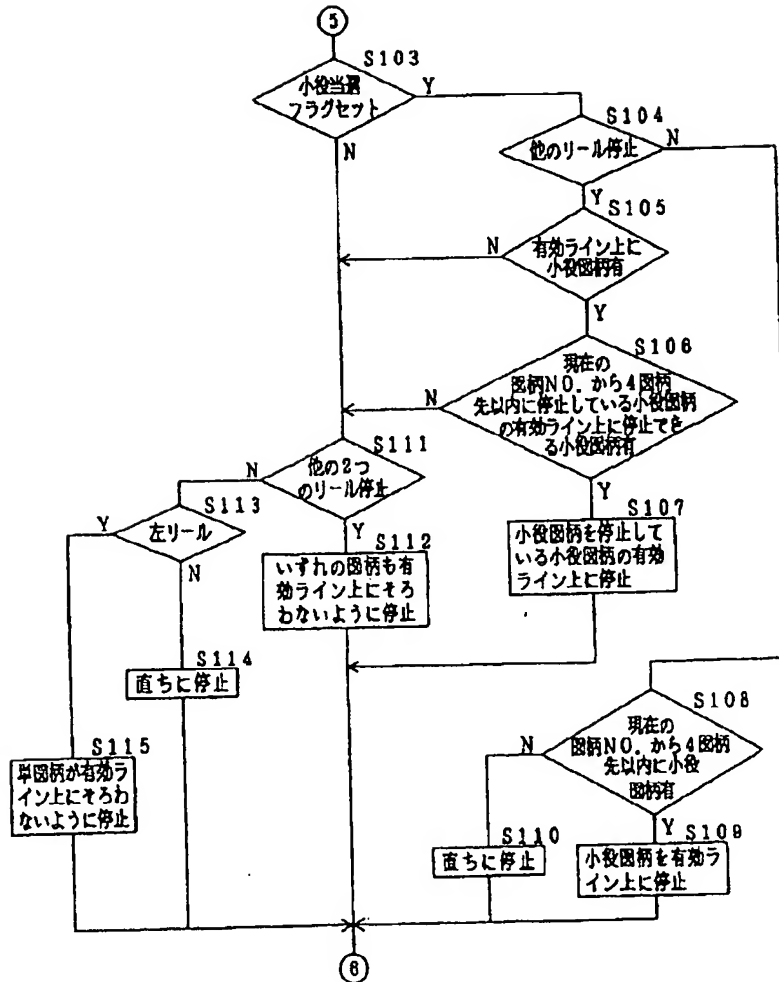 5
S103
小役当選
フラグセット
Y
N
S104
他のリール停止
N
Y
S105
有効ライン上に
小役図柄有
N
Y
S106
現在の
図柄NO.から4図柄
先以内に停止している小役図柄
の有効ライン上に停止でき
る小役図柄有
N
Y
S107
小役図柄を停止して
いる小役図柄の有効
ライン上に停止
S111
他の2つ
のリール停止
N
Y
S112
いずれの図柄も有
効ライン上にそろ
わないように停止
S113
左リール
Y
N
S114
直ちに停止
S115
単図柄が有効ラ
イン上にそろわ
ないように停止
S108
現在の
図柄NO.から4図柄
先以内に小役
図柄有
N
Y
S109
小役図柄を有効ラ
イン上に停止
S110
直ちに停止
6